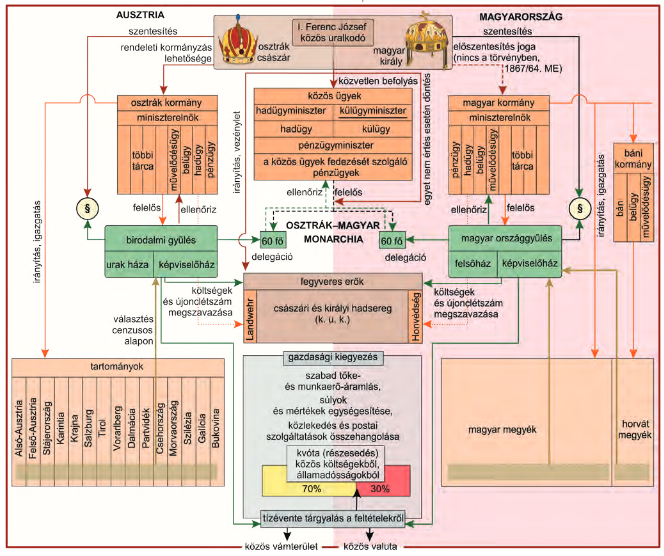 AUSZTRIA
MAGYARORSZÁG
I. Ferenc József
közös uralkodó
osztrák
császár
magyar
király
szentesítés
rendeleti kormányzás
lehetősége
szentesítés
előszentesítés joga
(nincs a törvényben,
1867/64. ME)
közvetlen befolyás
osztrák kormány
miniszterelnök
többi
tárca
művelődésügy
belügy
hadügy
pénzügy
közös ügyek
hadügyminiszter
külügyminiszter
hadügy
külügy
pénzügyminiszter
a közös ügyek fedezését szolgáló
pénzügyek
magyar kormány
miniszterelnök
pénzügy
hadügy
belügy
művelődésügy
többi
tárca
báni
kormány
bán
belügy
művelődésügy
irányítás, vezénylet
egyet nem értés esetén döntés
irányítás, igazgatás
irányítás, igazgatás
ellenőriz
felelős
felelős
ellenőriz
ellenőriz
felelős
§
§
OSZTRÁK–MAGYAR
MONARCHIA
60 fő
60 fő
delegáció
delegáció
birodalmi gyűlés
urak háza
képviselőház
magyar országgyűlés
felsőház
képviselőház
fegyveres erők
Landwehr
császári és királyi hadsereg
(k. u. k.)
Honvédség
költségek
és újonclétszám
megszavazása
költségek
és újonclétszám
megszavazása
választás
cenzusos
alapon
tartományok
Alsó-Ausztria
Felső-Ausztria
Stájerország
Karintia
Krajna
Salzburg
Tirol
Vorarlberg
Dalmácia
Partvidék
Csehország
Morvaország
Szilézia
Galícia
Bukovina
gazdasági kiegyezés
szabad tőke-
és munkaerő-áramlás,
súlyok
és mértékek egységesítése,
közlekedés és postai
szolgáltatások összehangolása
kvóta (részesedés)
közös költségekből,
államadósságokból
70%
30%
tízévente tárgyalás a feltételekről
közös vámterület
közös valuta
magyar megyék
horvát
megyék